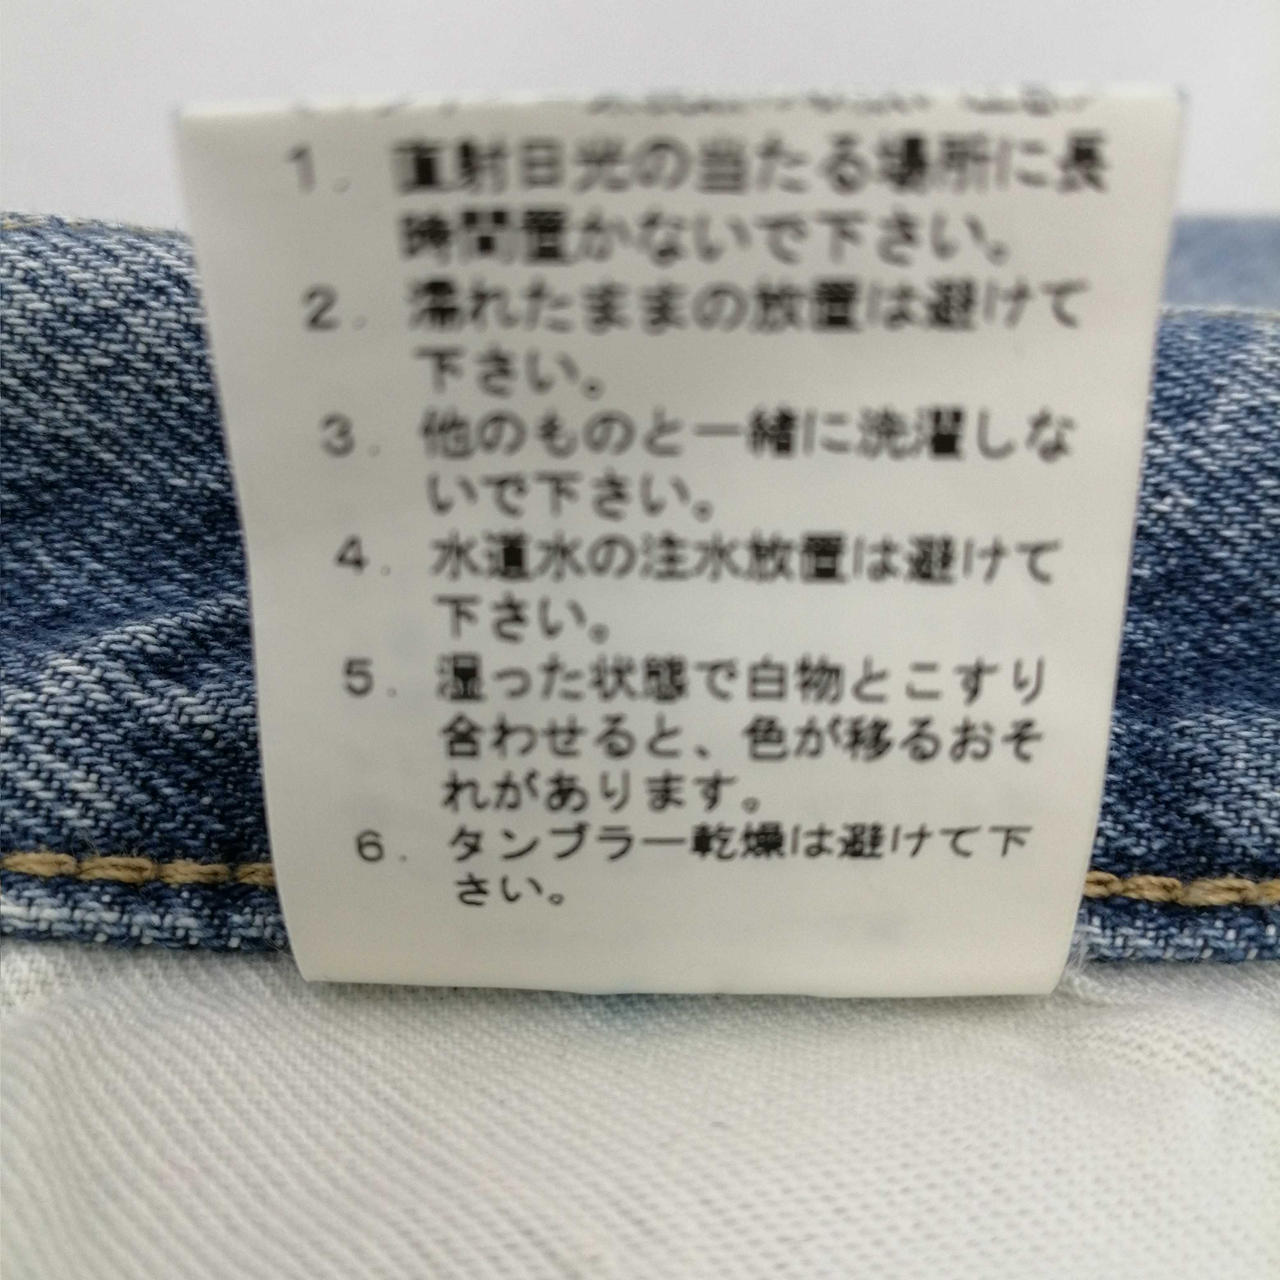 1. 直射日光の当たる場所に長
時間置かないで下さい。
2. 濡れたままの放置は避けて
下さい。
3. 他のものと一緒に洗濯しな
いで下さい。
4. 水道水の注水放置は避けて
下さい。
5. 湿った状態で白物とこすり
合わせると、色が移るおそ
れがあります。
6. タンブラー乾燥は避けて下
さい。